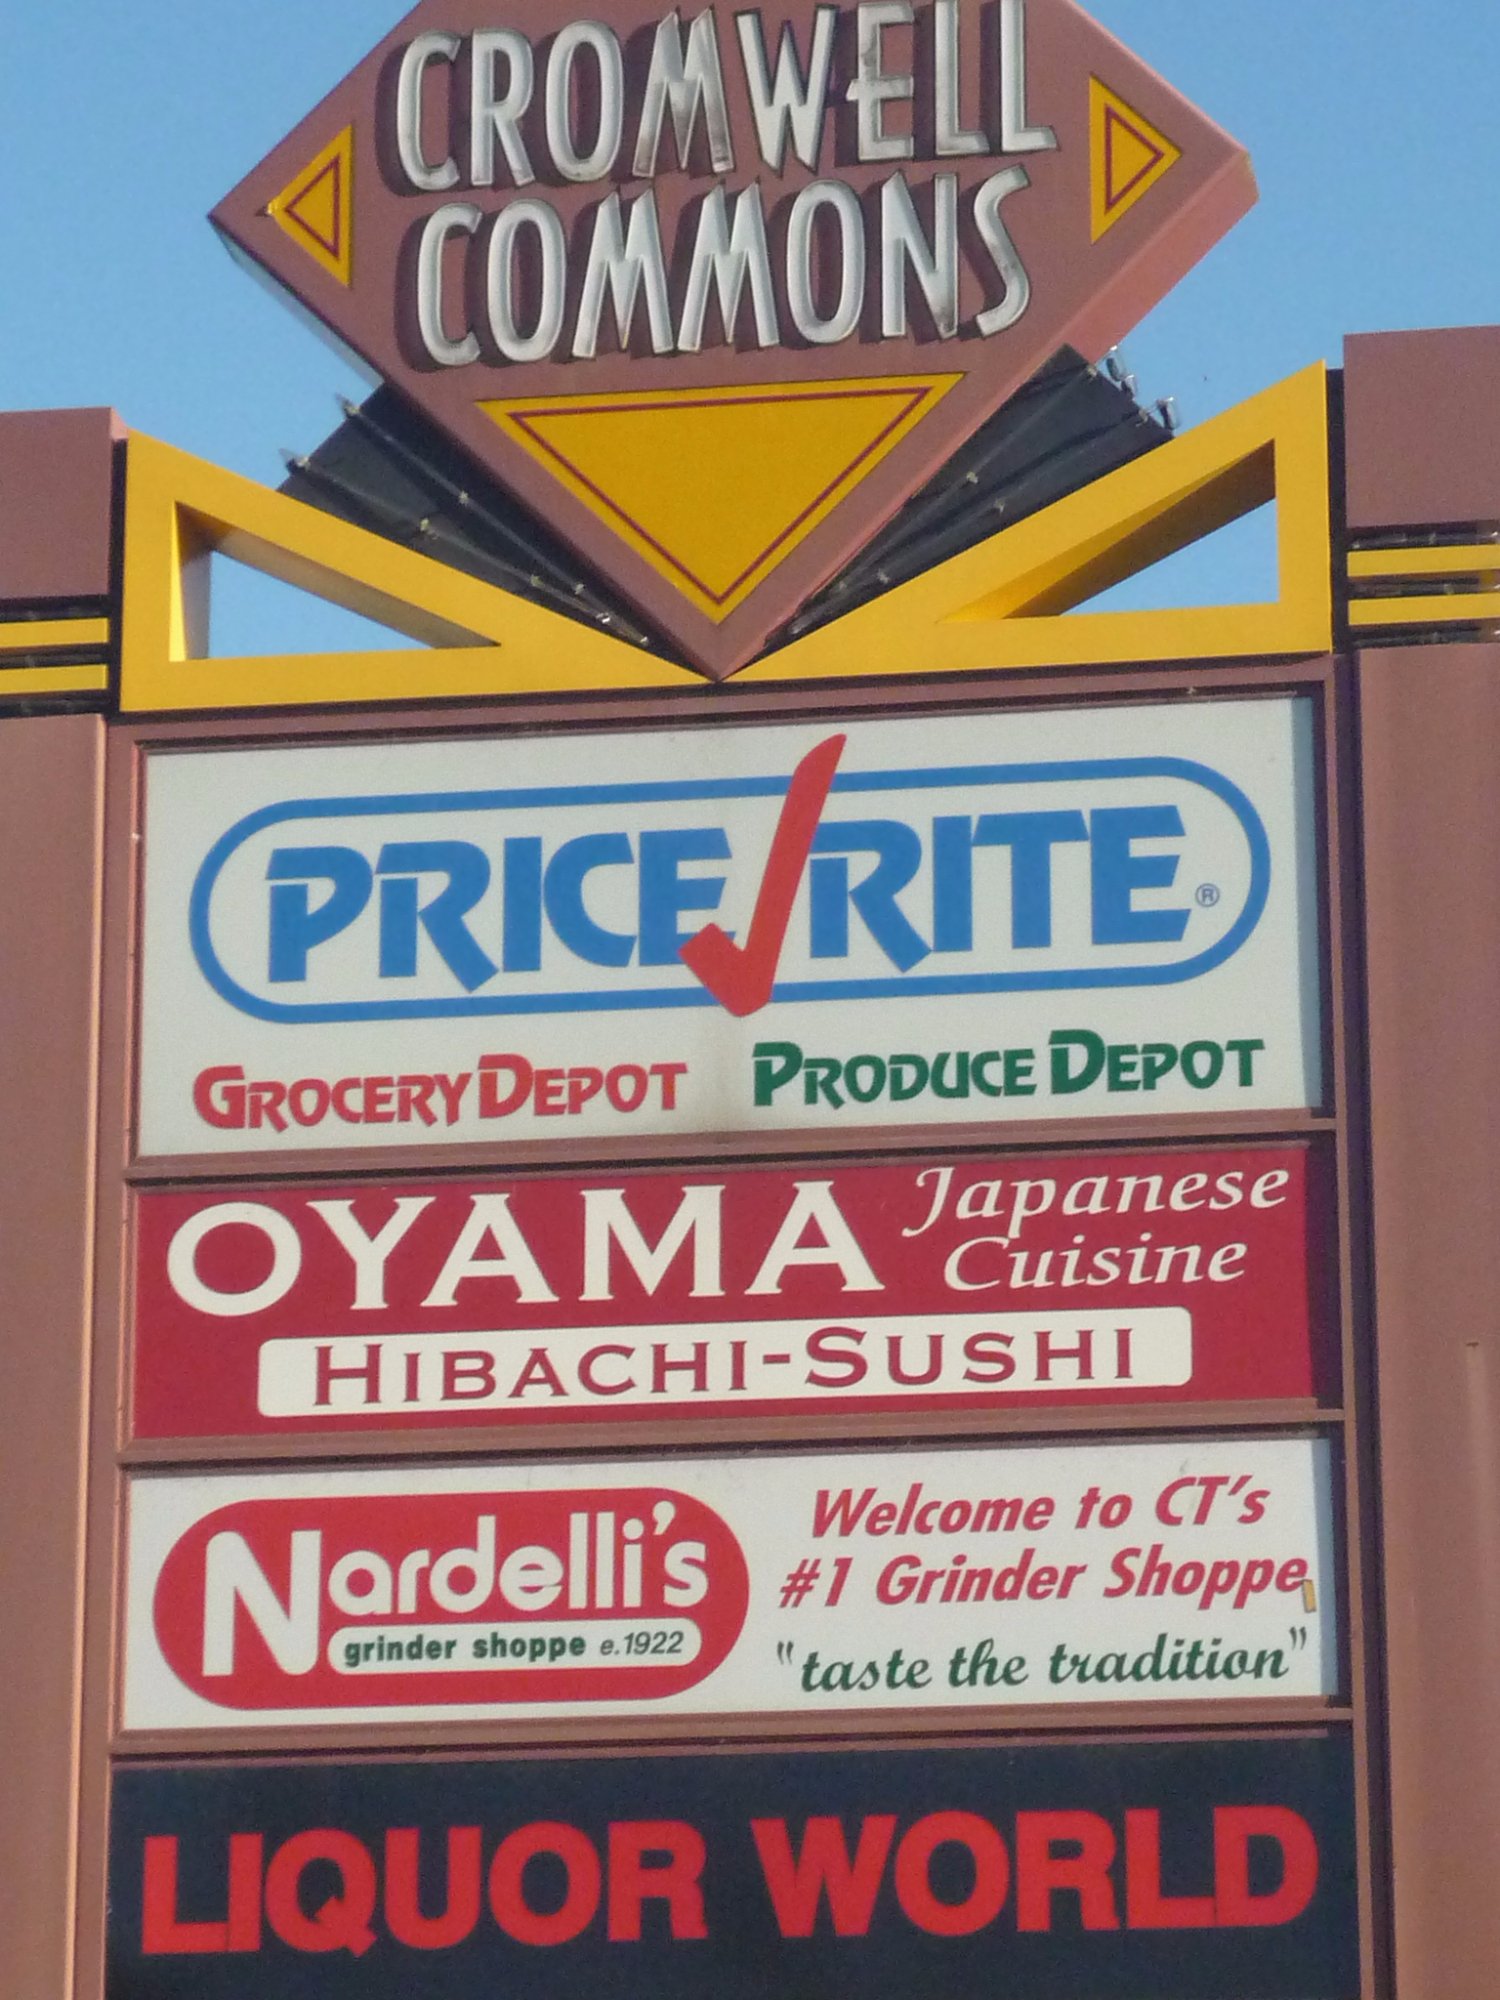 CROMWELL
COMMONS
PRICE RITE ®
GROCERY DEPOT PRODUCE DEPOT
OYAMA Japanese
Cuisine
HIBACHI-SUSHI
Nardelli's
grinder shoppe e.1922
Welcome to CT's
#1 Grinder Shoppe
"taste the tradition"
LIQUOR WORLD